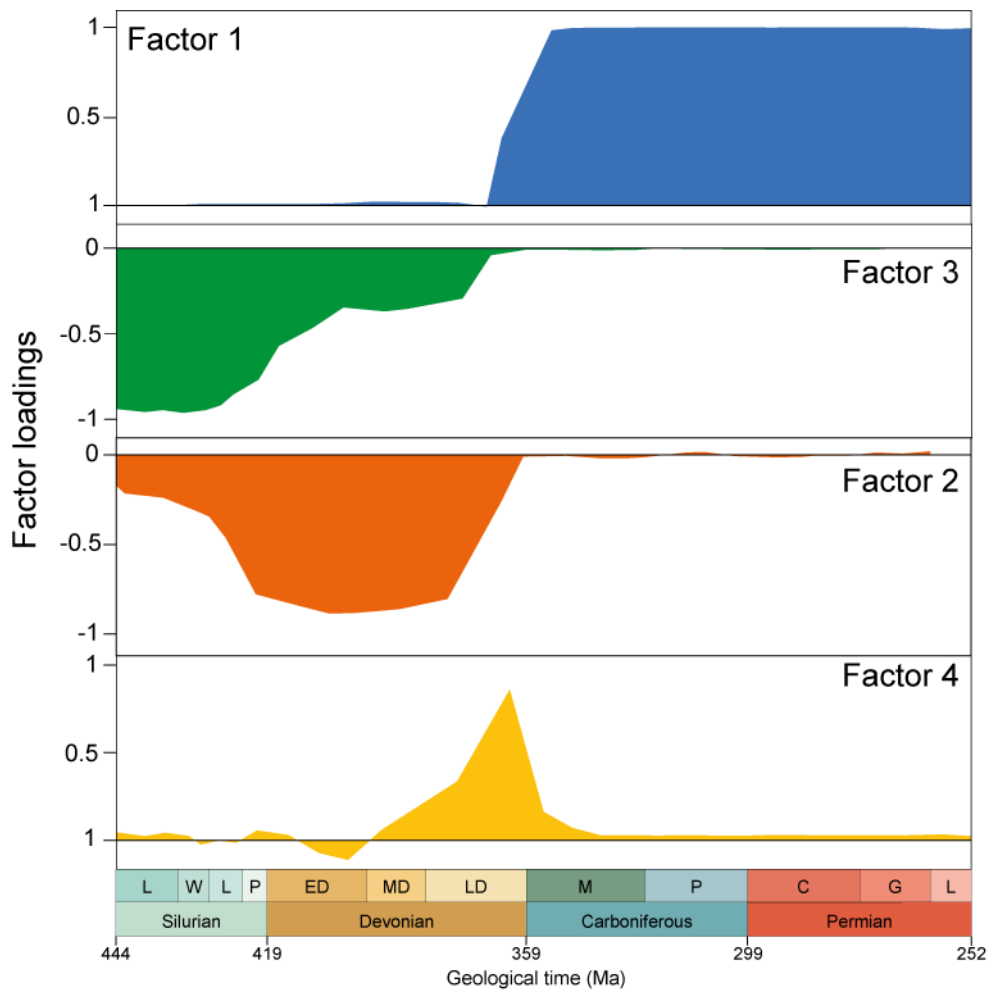 1
Factor 1
0.5
1
0
Factor 3
-0.5
-1
0
Factor 2
-0.5
-1
1
Factor 4
0.5
1
Factor loadings
L W L P ED MD LD M P C G L
Silurian Devonian Carboniferous Permian
444 419 359 299 252
Geological time (Ma)